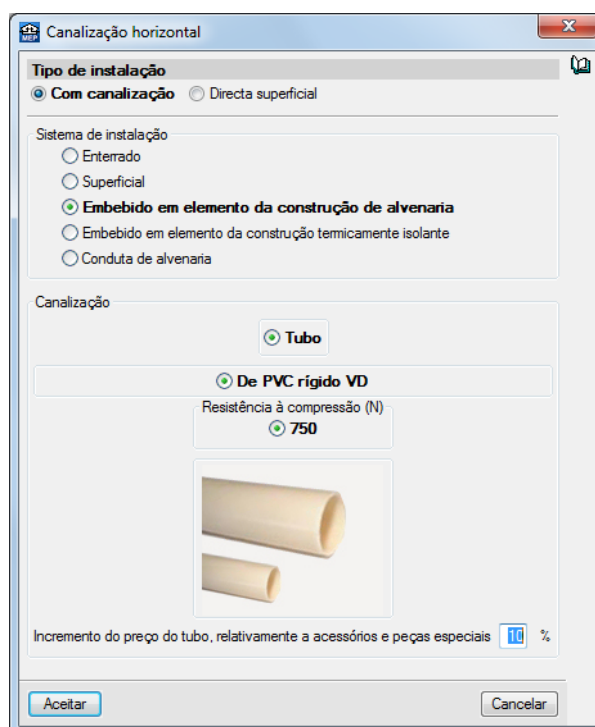 MEP Canalização horizontal
Tipo de instalação
Com canalização Directa superficial
Sistema de instalação
Enterrado
Superficial
Embebido em elemento da construção de alvenaria
Embebido em elemento da construção termicamente isolante
Conduta de alvenaria
Canalização
Tubo
De PVC rígido VD
Resistência à compressão (N)
750
Incremento do preço do tubo, relativamente a acessórios e peças especiais 10 %
Aceitar Cancelar